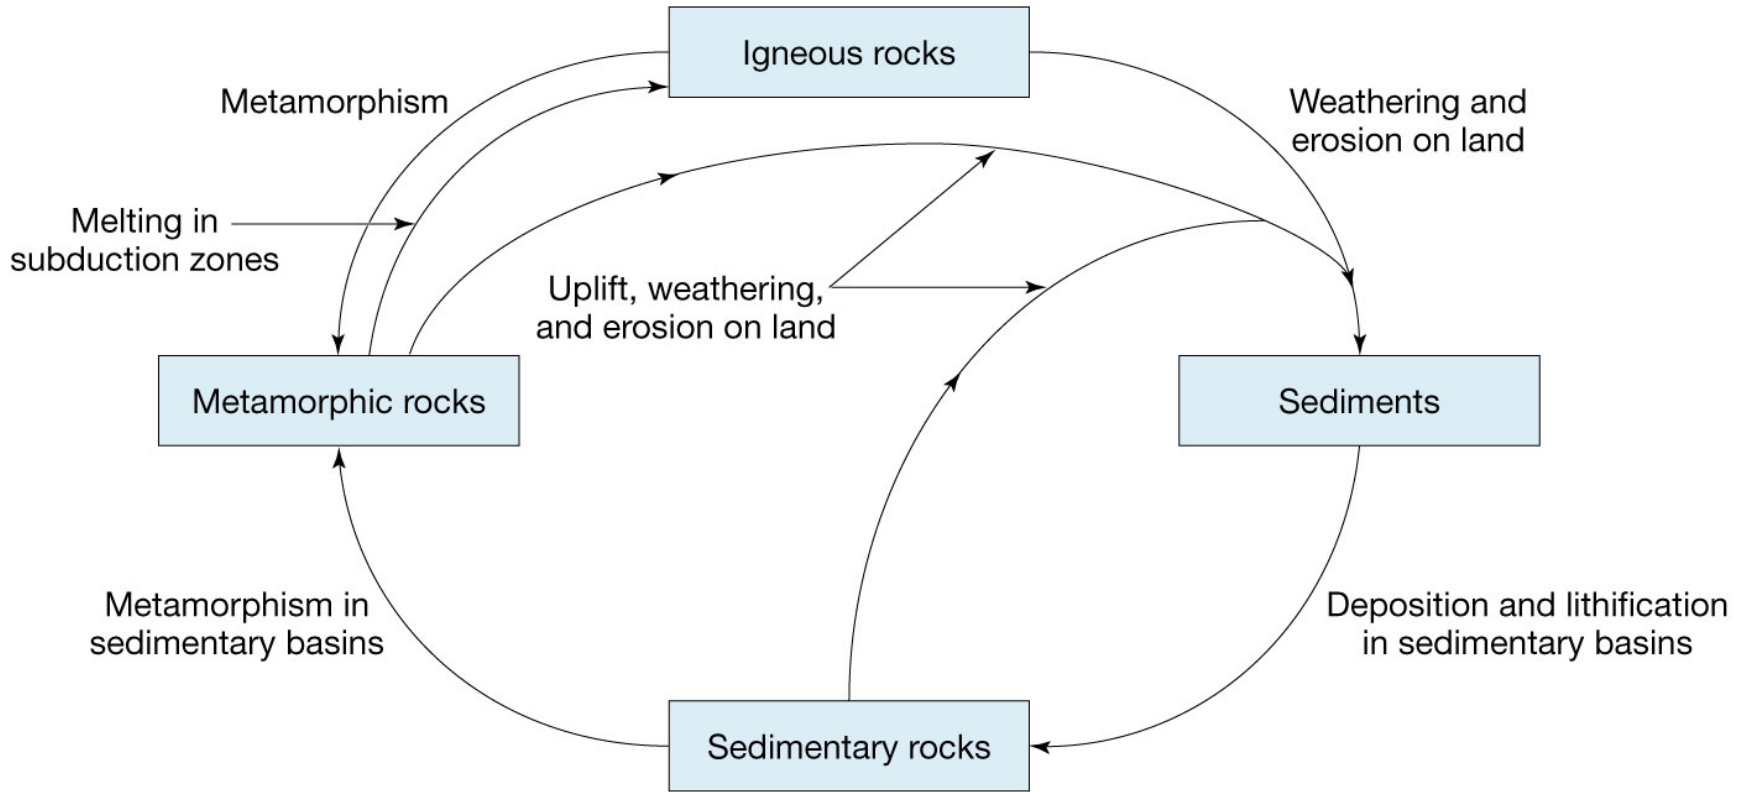 Igneous rocks
Metamorphism
Weathering and
erosion on land
Melting in
subduction zones
Uplift, weathering,
and erosion on land
Metamorphic rocks
Sediments
Metamorphism in
sedimentary basins
Deposition and lithification
in sedimentary basins
Sedimentary rocks